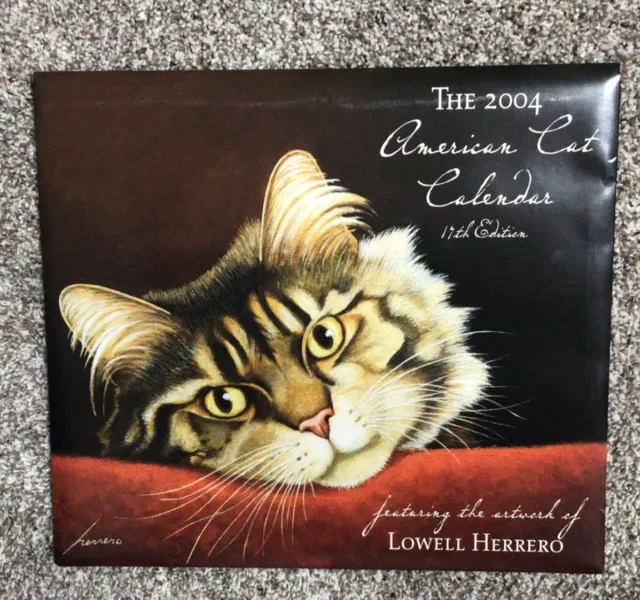 THE 2004
American Cat
Calendar
17th Edition
featuring the artwork of
LOWELL HERRERO
herrero